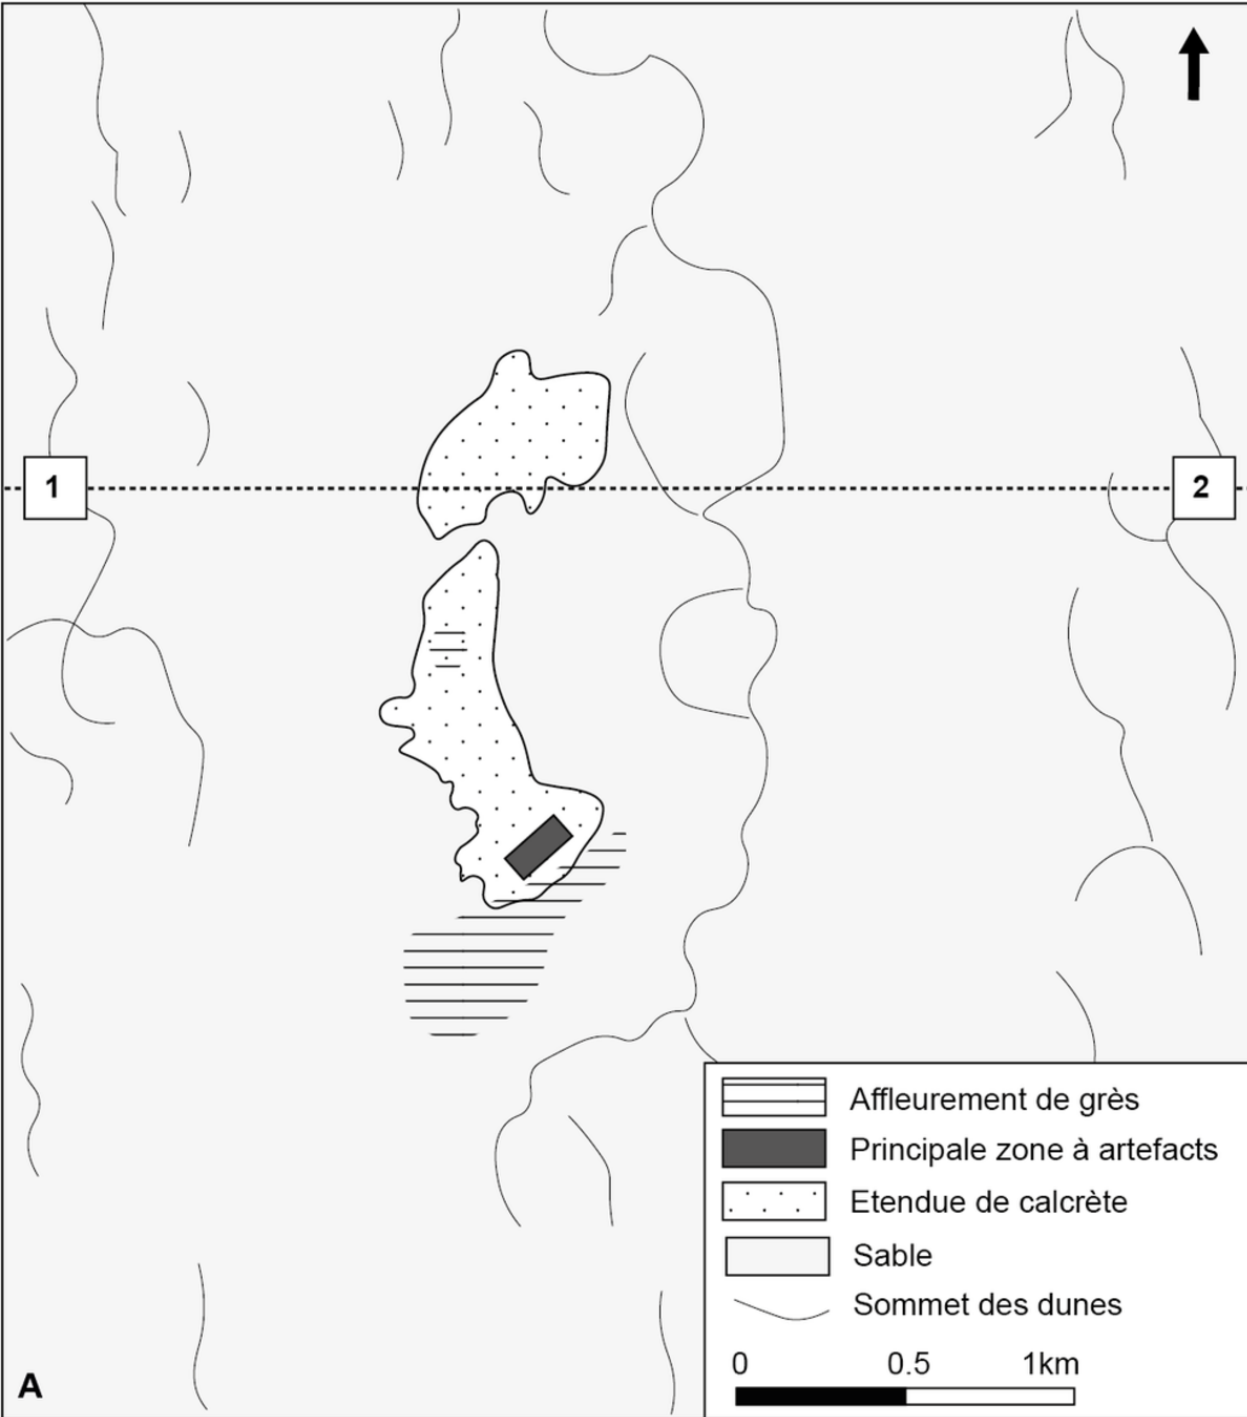 1
2
Affleurement de grès
Principale zone à artefacts
Etendue de calcrète
Sable
Sommet des dunes
0 0.5 1km
A